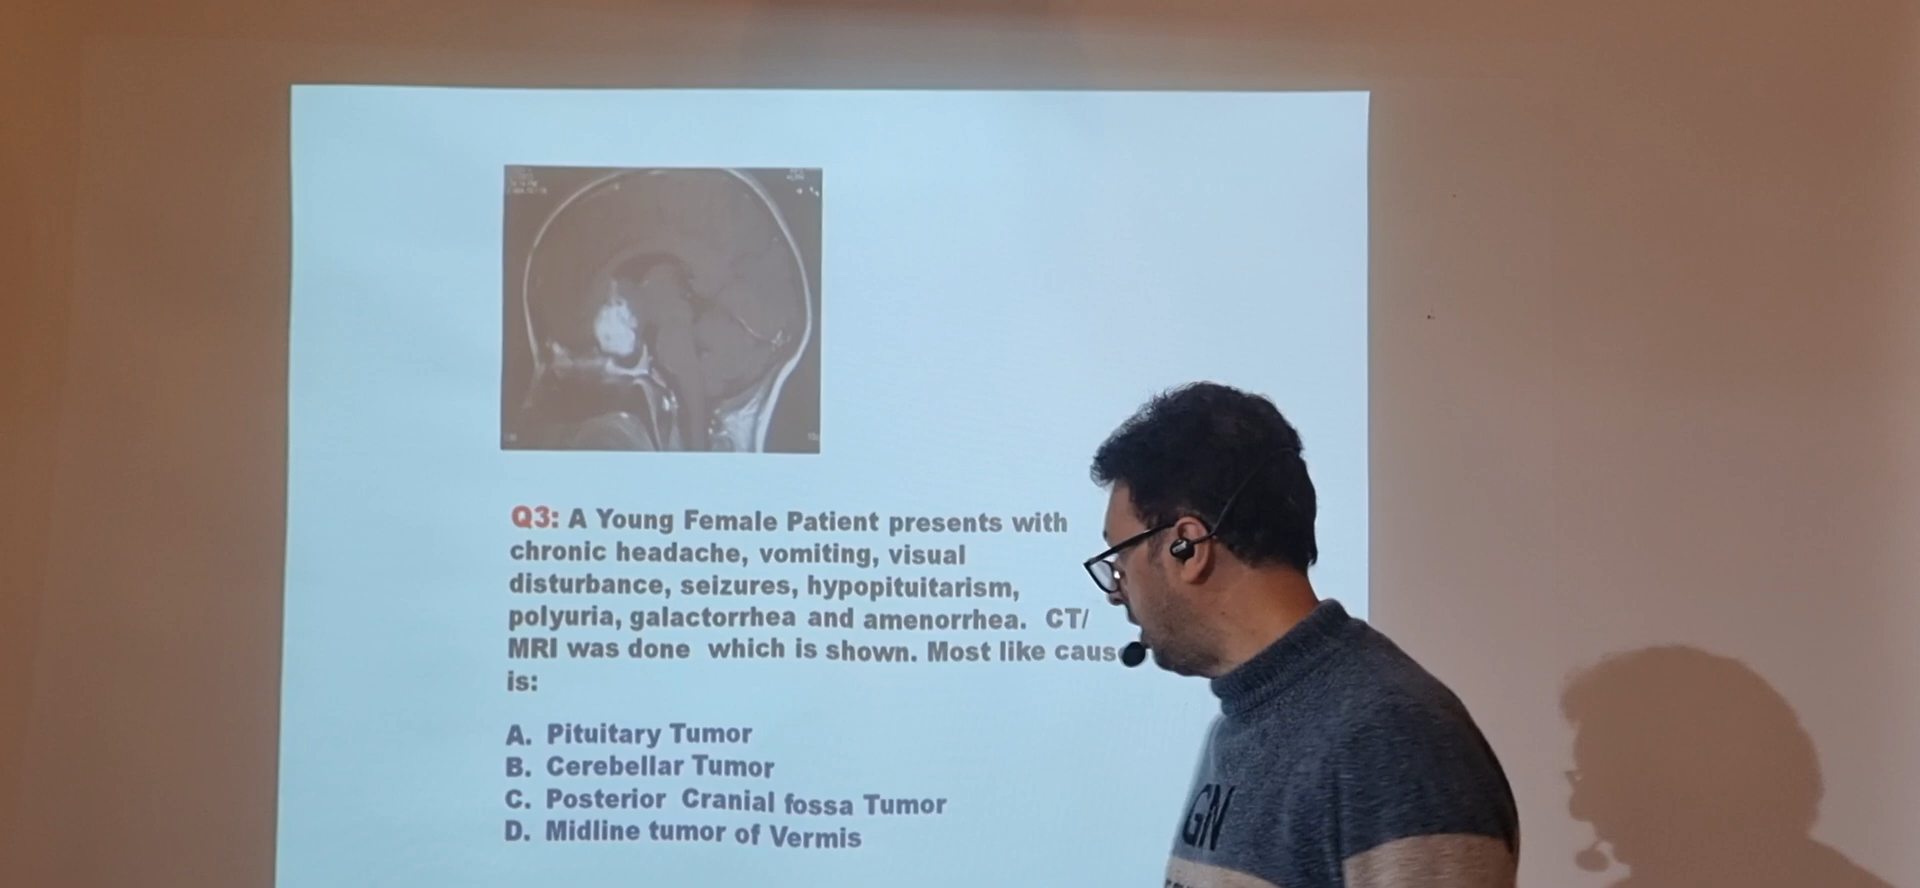 Q3: A Young Female Patient presents with
chronic headache, vomiting, visual
disturbance, seizures, hypopituitarism,
polyuria, galactorrhea and amenorrhea. CT/
MRI was done which is shown. Most like caus
is:
A. Pituitary Tumor
B. Cerebellar Tumor
C. Posterior Cranial fossa Tumor
D. Midline tumor of Vermis
GN